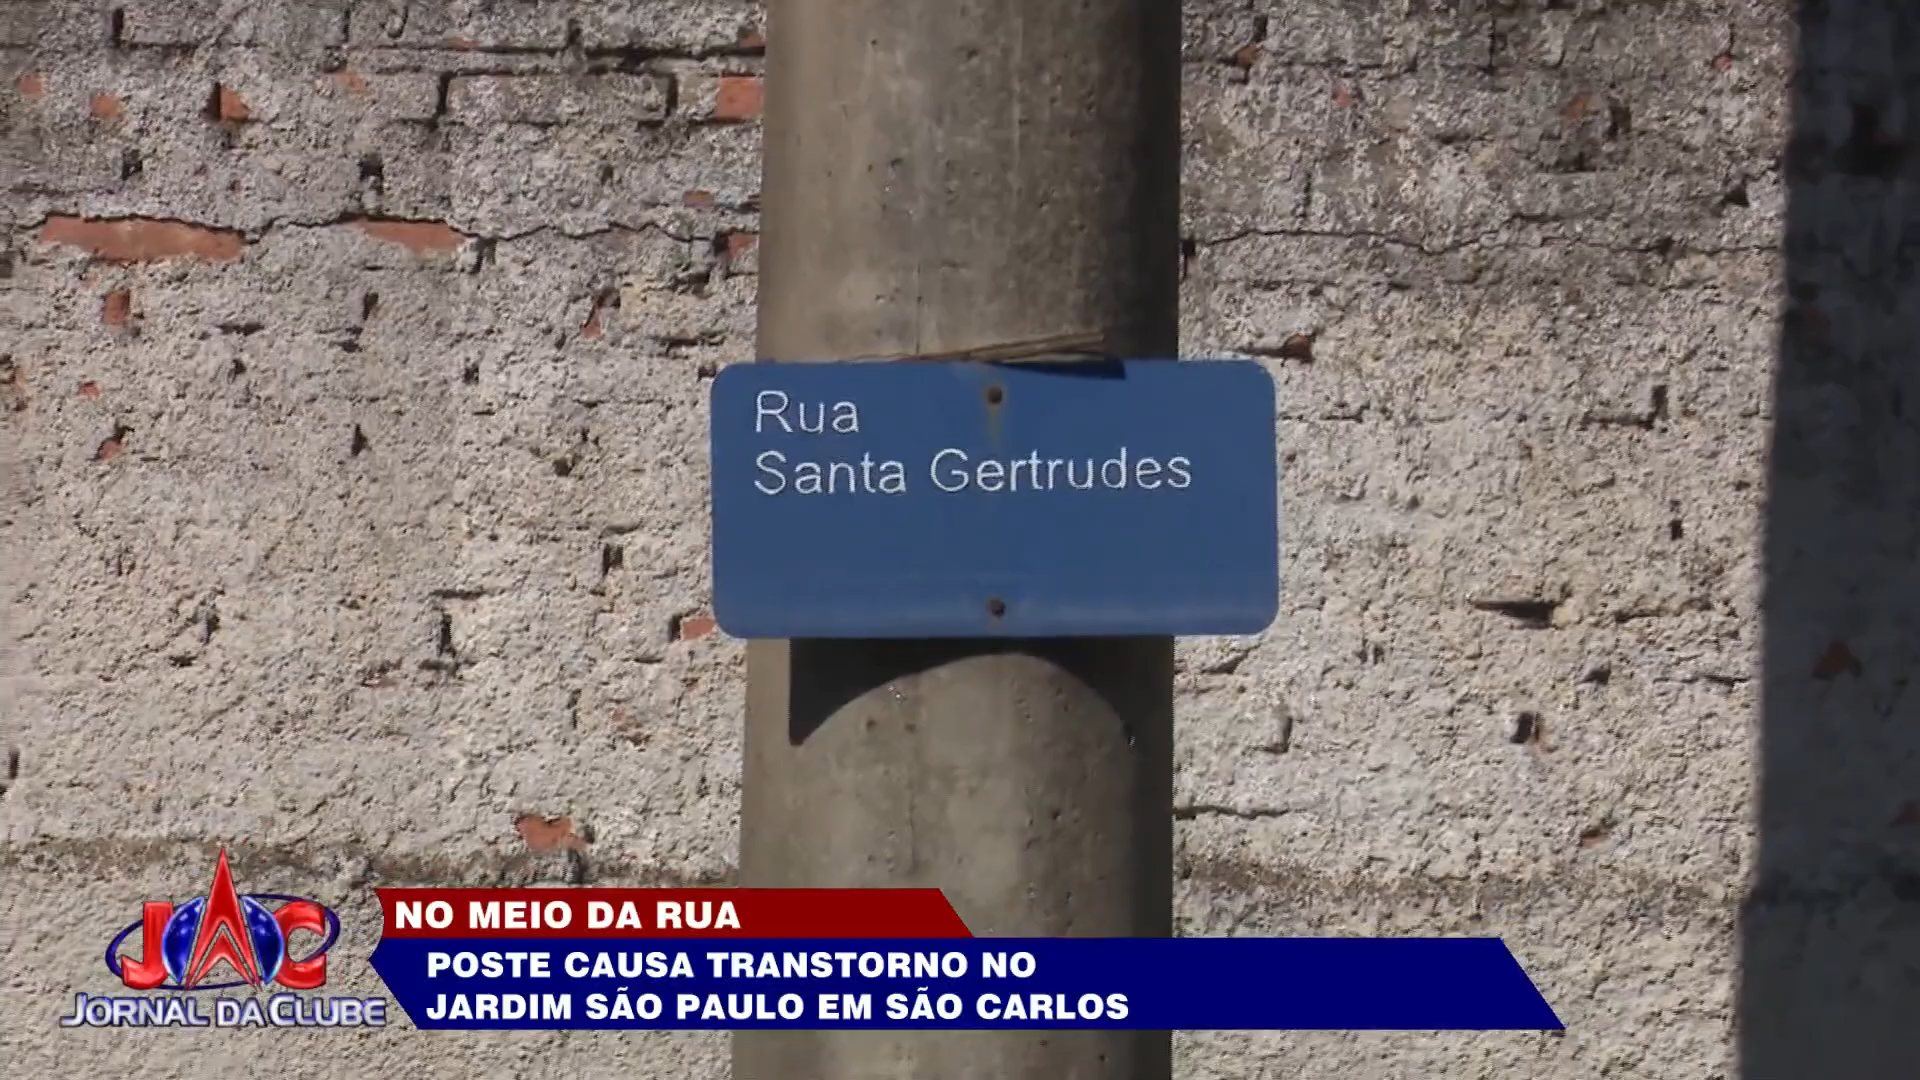 Rua
Santa Gertrudes
NO MEIO DA RUA
POSTE CAUSA TRANSTORNO NO
JARDIM SÃO PAULO EM SÃO CARLOS
JC
JORNAL DA CLUBE